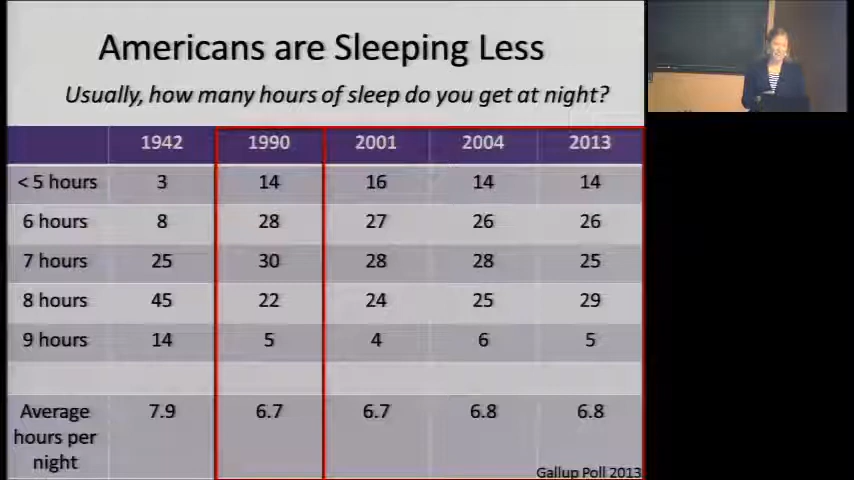 Americans are Sleeping Less
Usually, how many hours of sleep do you get at night?
1942 1990 2001 2004 2013
< 5 hours 3 14 16 14 14
6 hours 8 28 27 26 26
7 hours 25 30 28 28 25
8 hours 45 22 24 25 29
9 hours 14 5 4 6 5
Average hours per night 7.9 6.7 6.7 6.8 6.8
Gallup Poll 2013